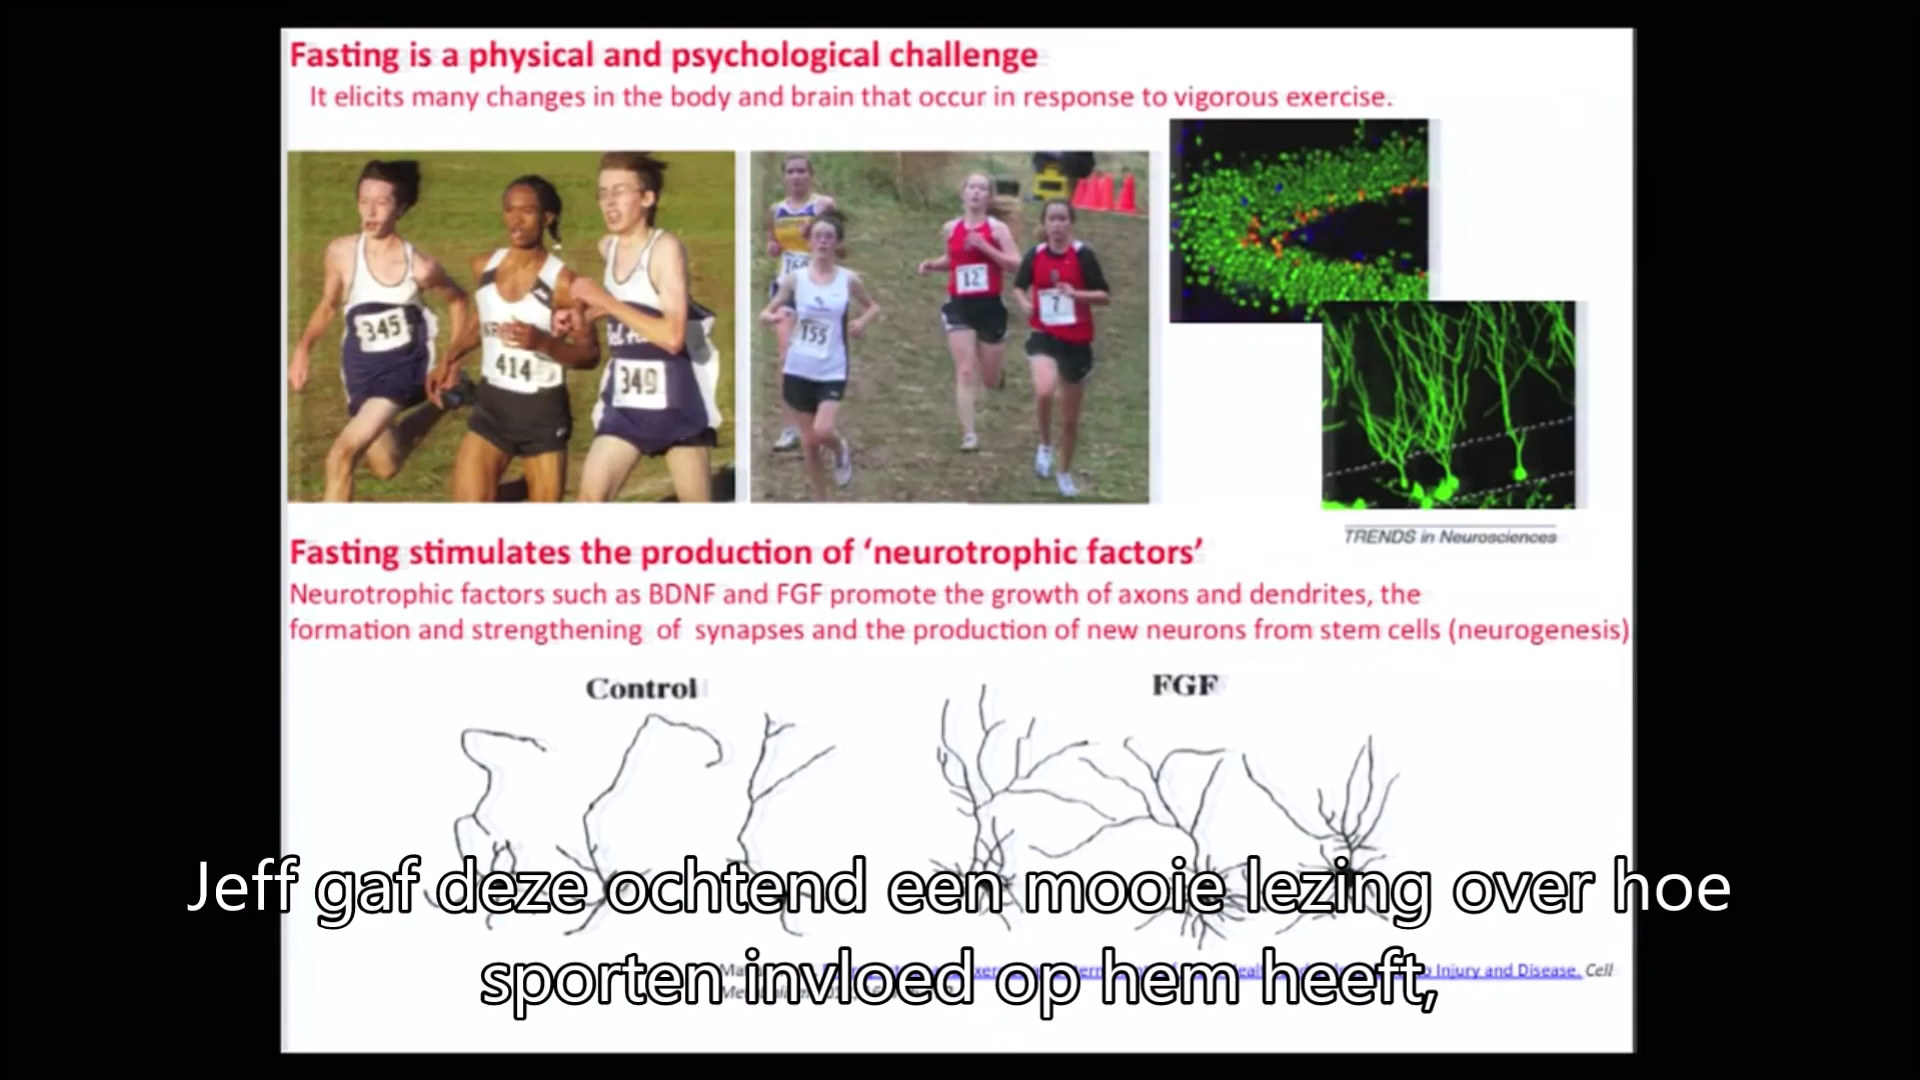 Fasting is a physical and psychological challenge
It elicits many changes in the body and brain that occur in response to vigorous exercise.
345
414
349
155
12
7
TRENDS in Neurosciences
Fasting stimulates the production of ‘neurotrophic factors’
Neurotrophic factors such as BDNF and FGF promote the growth of axons and dendrites, the
formation and strengthening of synapses and the production of new neurons from stem cells (neurogenesis)
Control
FGF
Jeff gaf deze ochtend een mooie lezing over hoe
sporten invloed op hem heeft,
Injury and Disease. Cell